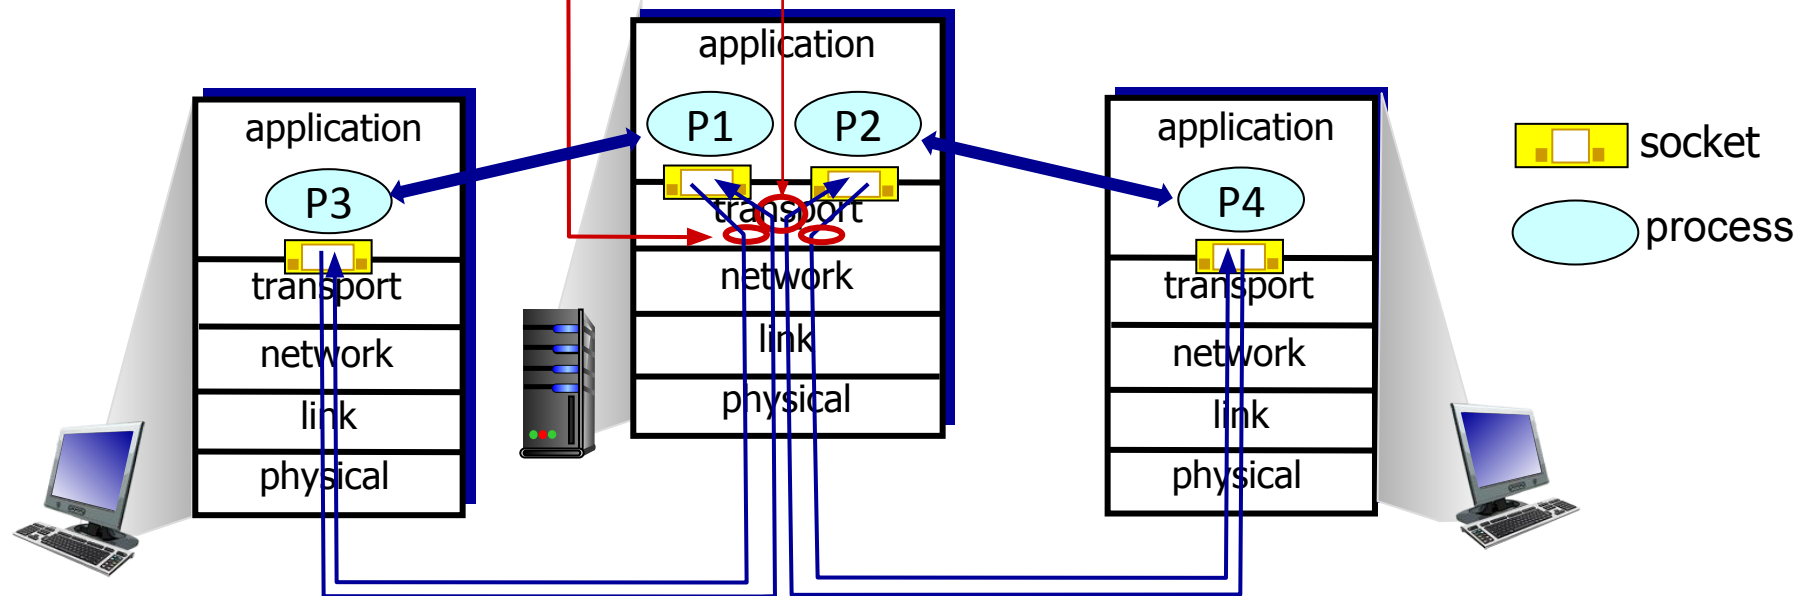 application
P3
transport
network
link
physical
application
P1 P2
transport
network
link
physical
application
P4
transport
network
link
physical
socket
process